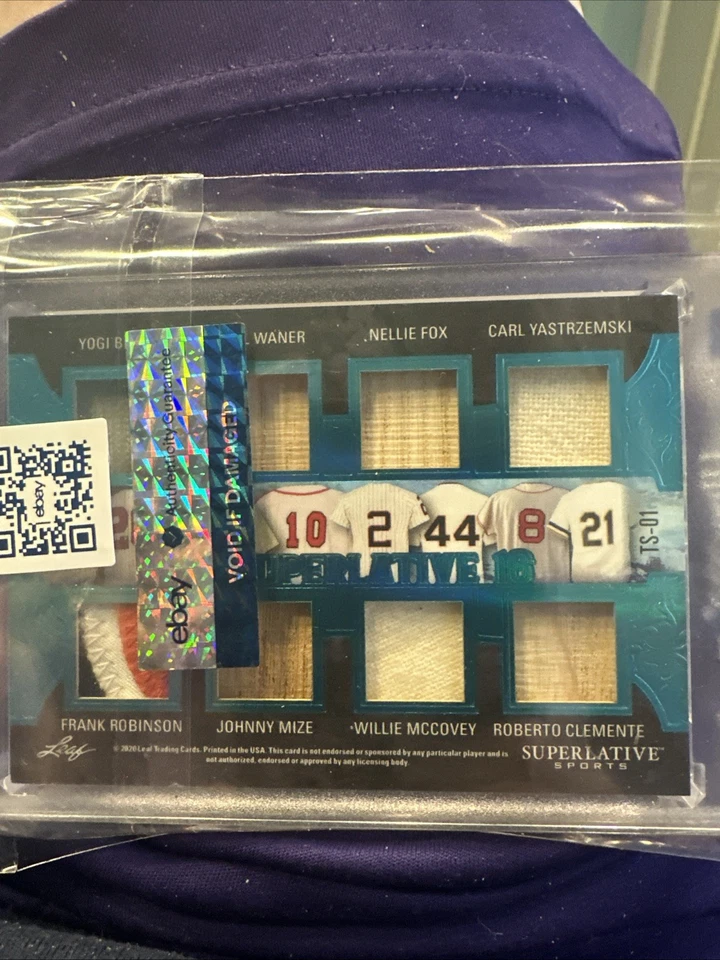 YOGI B
WANER
NELLIE FOX
CARL YASTRZEMSKI
ebay
ebay Authenticity Guarantee
VOID IF DAMAGED
10 2 44 8 21
TS-01
SUPERLATIVE 16
FRANK ROBINSON
JOHNNY MIZE
WILLIE MCCOVEY
ROBERTO CLEMENTE
Leaf
© 2020 Leaf Trading Cards. Printed in the USA. This card is not endorsed or sponsored by any particular player and is
not authorized, endorsed or approved by any licensing body.
SUPERLATIVE™
SPORTS